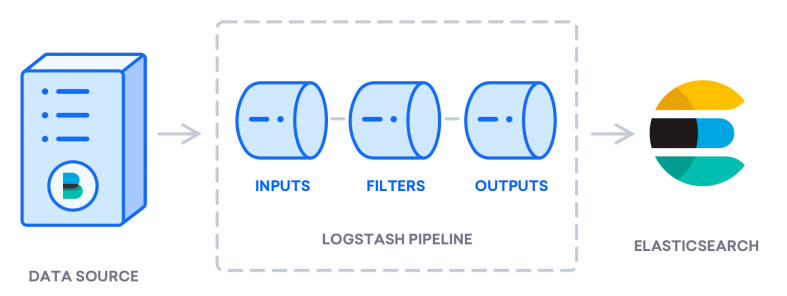 INPUTS
FILTERS
OUTPUTS
LOGSTASH PIPELINE
ELASTICSEARCH
DATA SOURCE